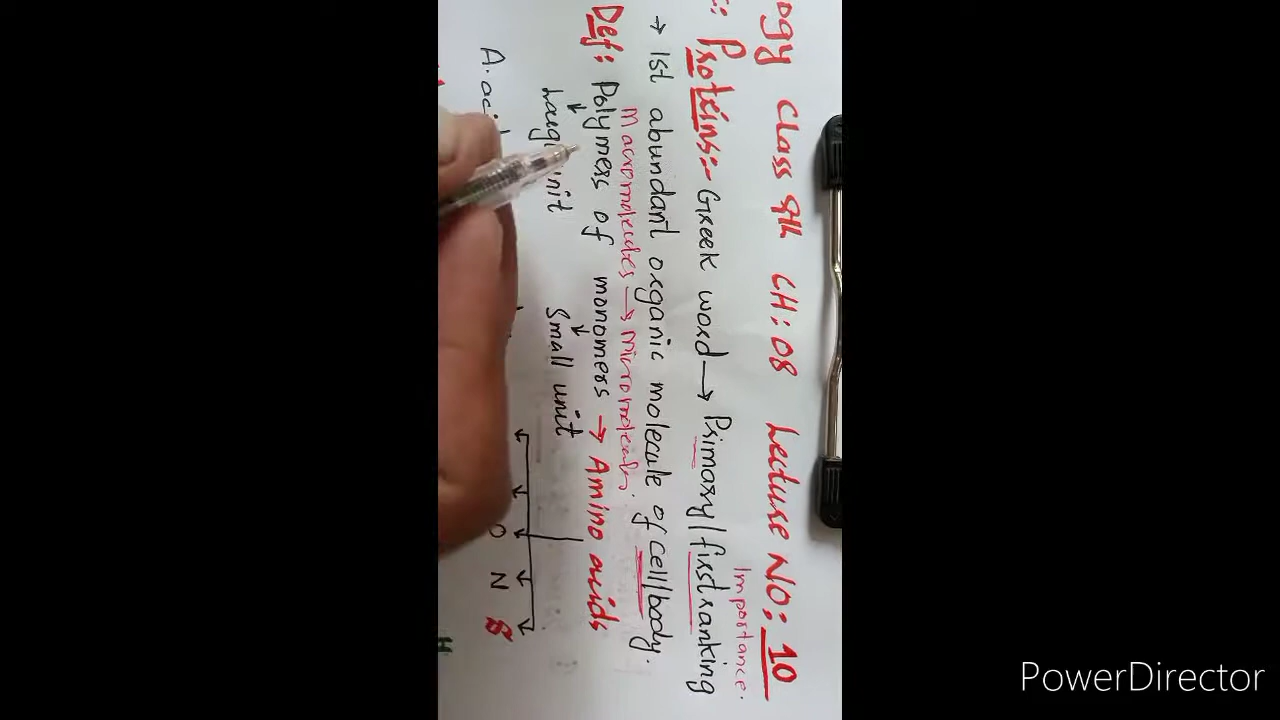 ogy Class 9th CH: 08 Lecture NO: 10
Importance.
: Proteins:- Greek word → Primary/first ranking
→ 1st abundant organic molecule of cell/body.
Macromolecules → Micromolecules.
Def: Polymers of monomers → Amino acids
unit small unit
O N S
PowerDirector